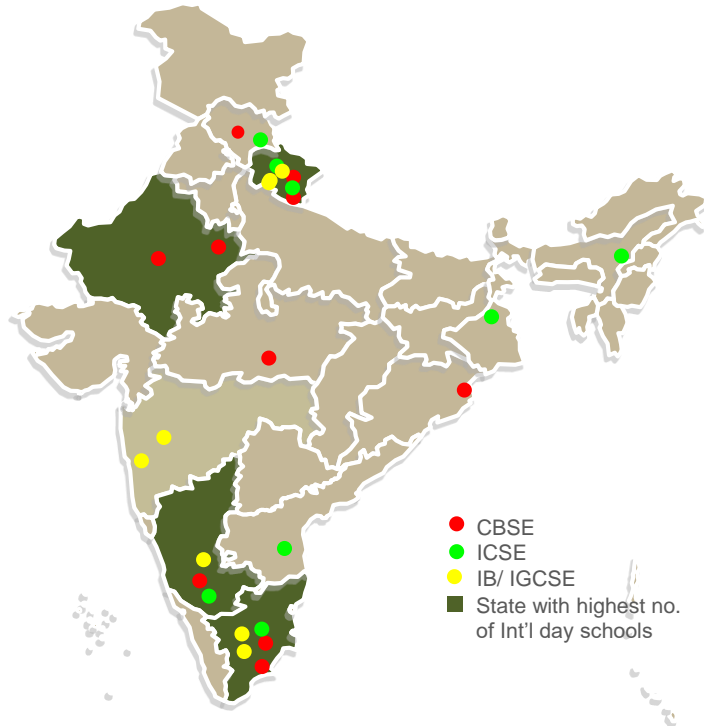 CBSE
ICSE
IB/ IGCSE
State with highest no.
of Int'l day schools